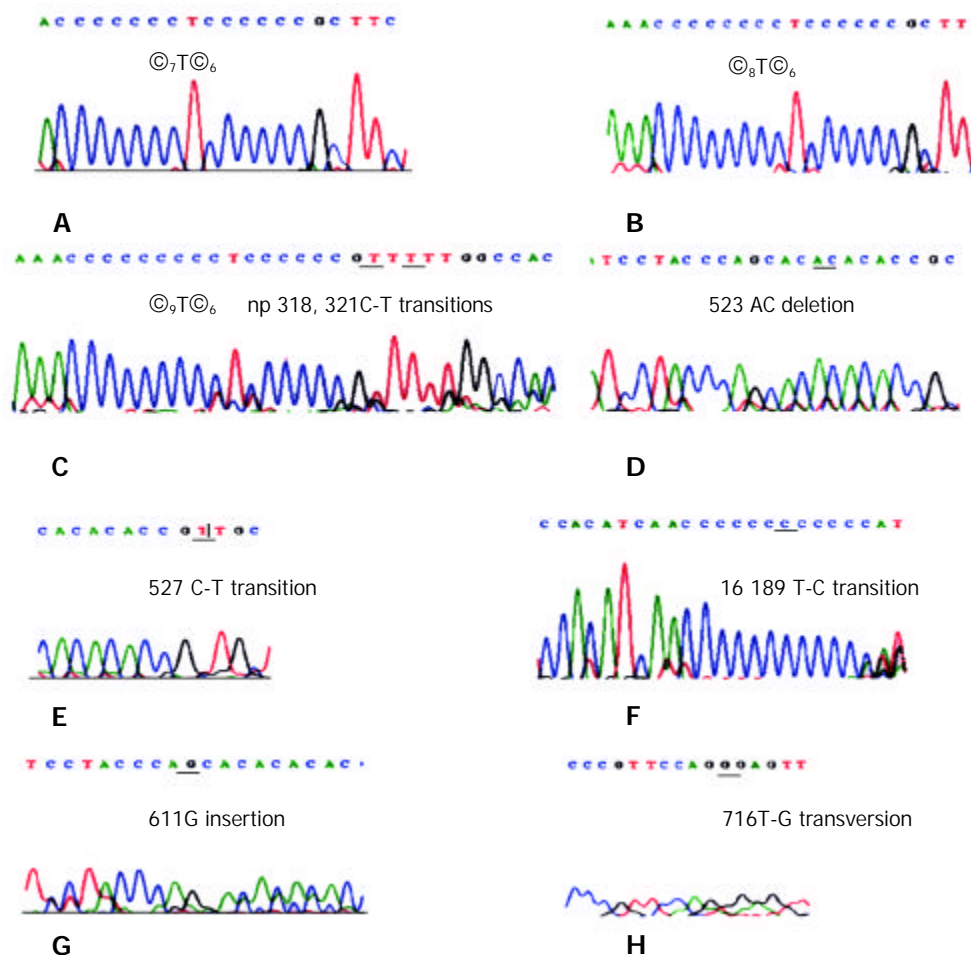 A C C C C C C C T C C C C C C G C T T C
A A A C C C C C C C C T C C C C C C G C T T
©₇T©₆
©₈T©₆
A
B
A A A C C C C C C C C C T C C C C C C G T T T T T G G C C A C
T C C T A C C C A G C A C A C A C A C C G C
©₉T©₆ np 318, 321C-T transitions
523 AC deletion
C
D
C A C A C A C C G T T G C
C C A C A T C A A C C C C C C C C C C C A T
527 C-T transition
16 189 T-C transition
E
F
T C C T A C C C A G C A C A C A C A C
C C C G T T C C A G G G A G T T
611G insertion
716T-G transversion
G
H